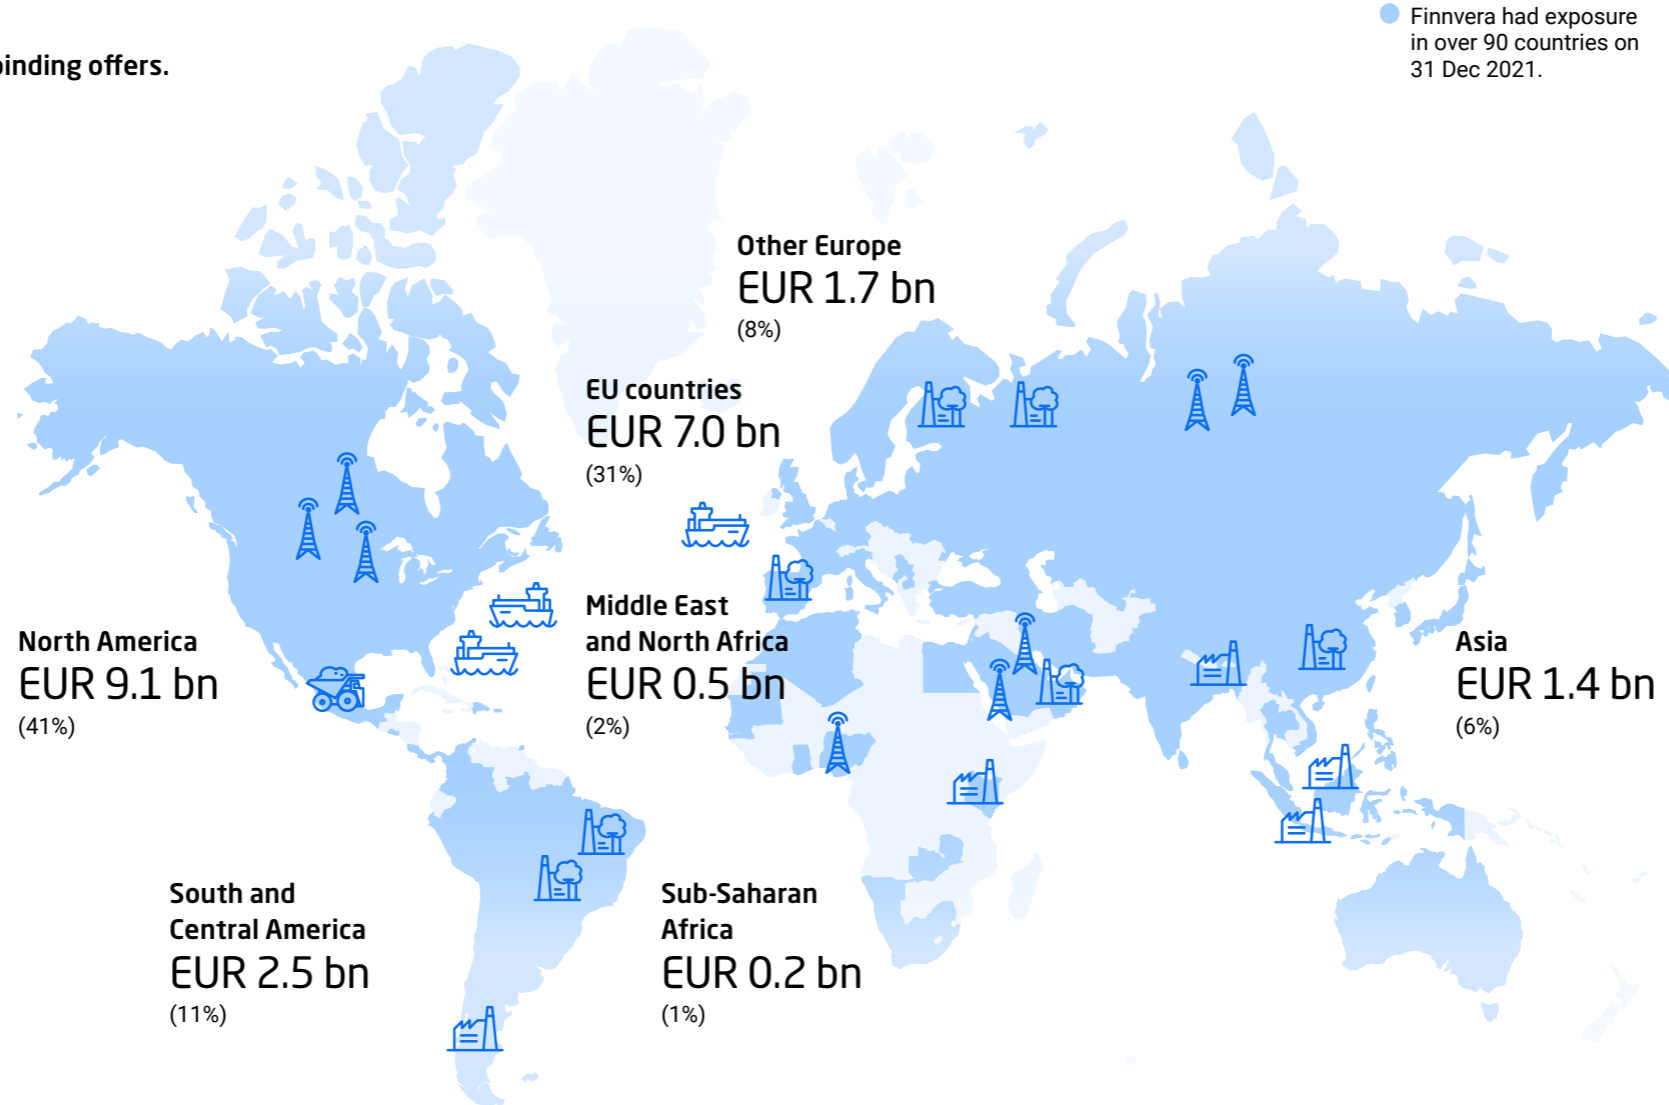 binding offers.
Finnvera had exposure
in over 90 countries on
31 Dec 2021.
Other Europe
EUR 1.7 bn
(8%)
EU countries
EUR 7.0 bn
(31%)
Middle East
and North Africa
EUR 0.5 bn
(2%)
North America
EUR 9.1 bn
(41%)
Asia
EUR 1.4 bn
(6%)
South and
Central America
EUR 2.5 bn
(11%)
Sub-Saharan
Africa
EUR 0.2 bn
(1%)